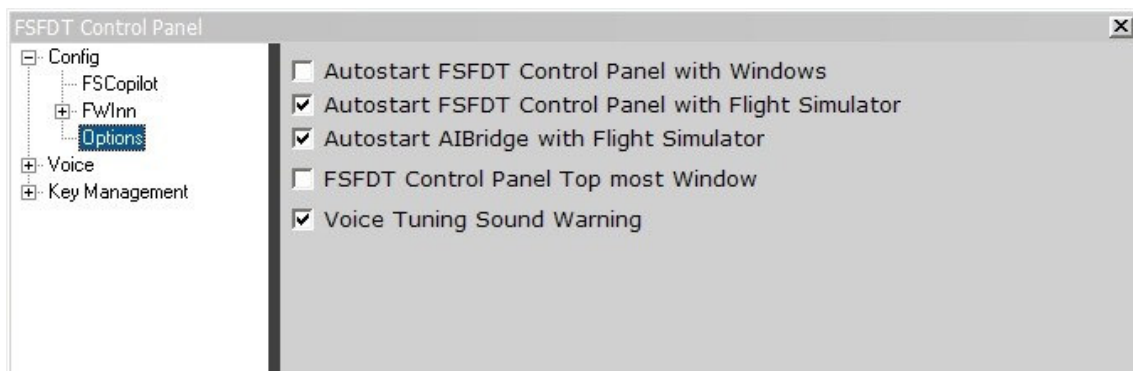 FSFDT Control Panel
Config
FSCopilot
FWInn
Options
Voice
Key Management
Autostart FSFDT Control Panel with Windows
Autostart FSFDT Control Panel with Flight Simulator
Autostart AIBridge with Flight Simulator
FSFDT Control Panel Top most Window
Voice Tuning Sound Warning